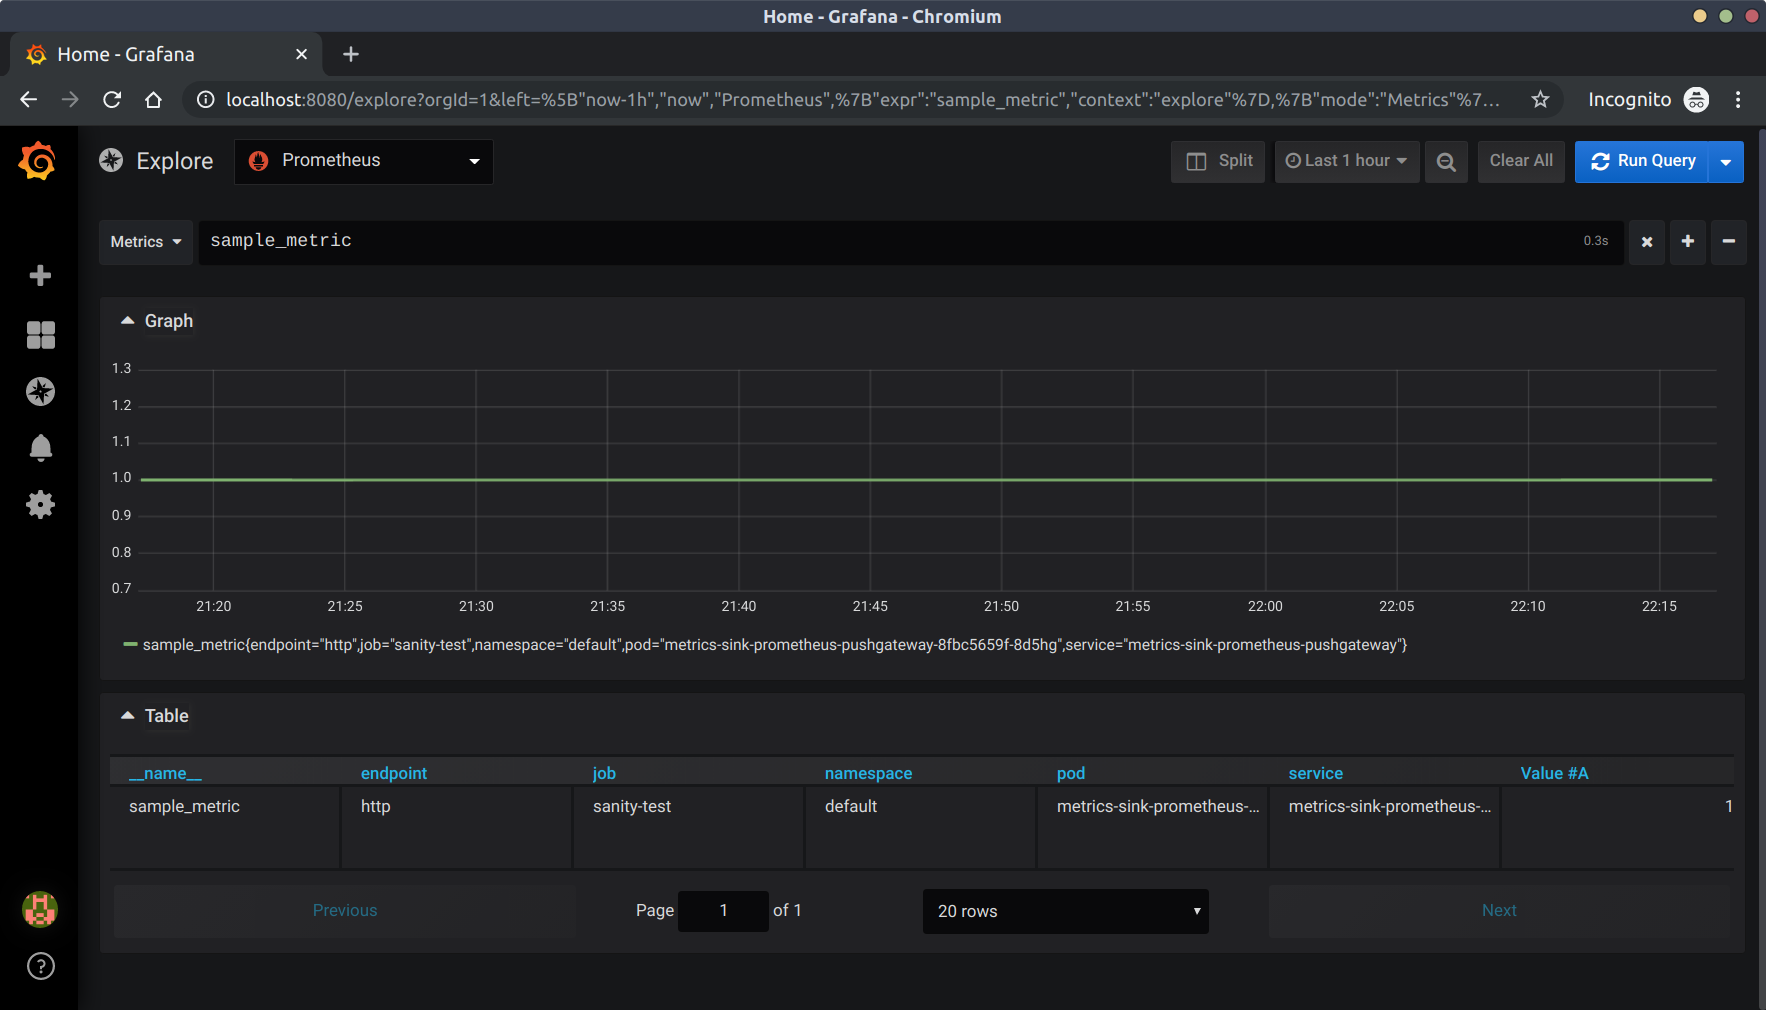 Home - Grafana - Chromium
Home - Grafana
localhost:8080/explore?orgId=1&left=%5B"now-1h","now","Prometheus",%7B"expr":"sample_metric","context":"explore"%7D,%7B"mode":"Metrics"%7... Incognito
Explore Prometheus Split Last 1 hour Clear All Run Query
Metrics sample_metric 0.3s
Graph
1.3
1.2
1.1
1.0
0.9
0.8
0.7
21:20 21:25 21:30 21:35 21:40 21:45 21:50 21:55 22:00 22:05 22:10 22:15
sample_metric{endpoint="http",job="sanity-test",namespace="default",pod="metrics-sink-prometheus-pushgateway-8fbc5659f-8d5hg",service="metrics-sink-prometheus-pushgateway"}
Table
__name__ endpoint job namespace pod service Value #A
sample_metric http sanity-test default metrics-sink-prometheus-... metrics-sink-prometheus-... 1
Previous Page 1 of 1 20 rows Next